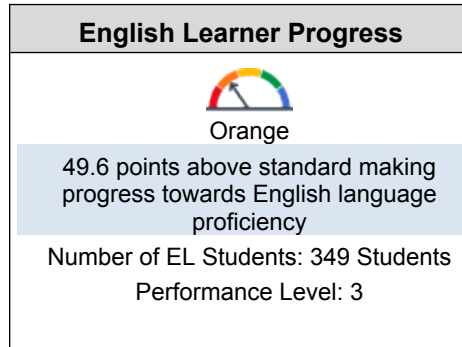 English Learner Progress
Orange
49.6 points above standard making
progress towards English language
proficiency
Number of EL Students: 349 Students
Performance Level: 3